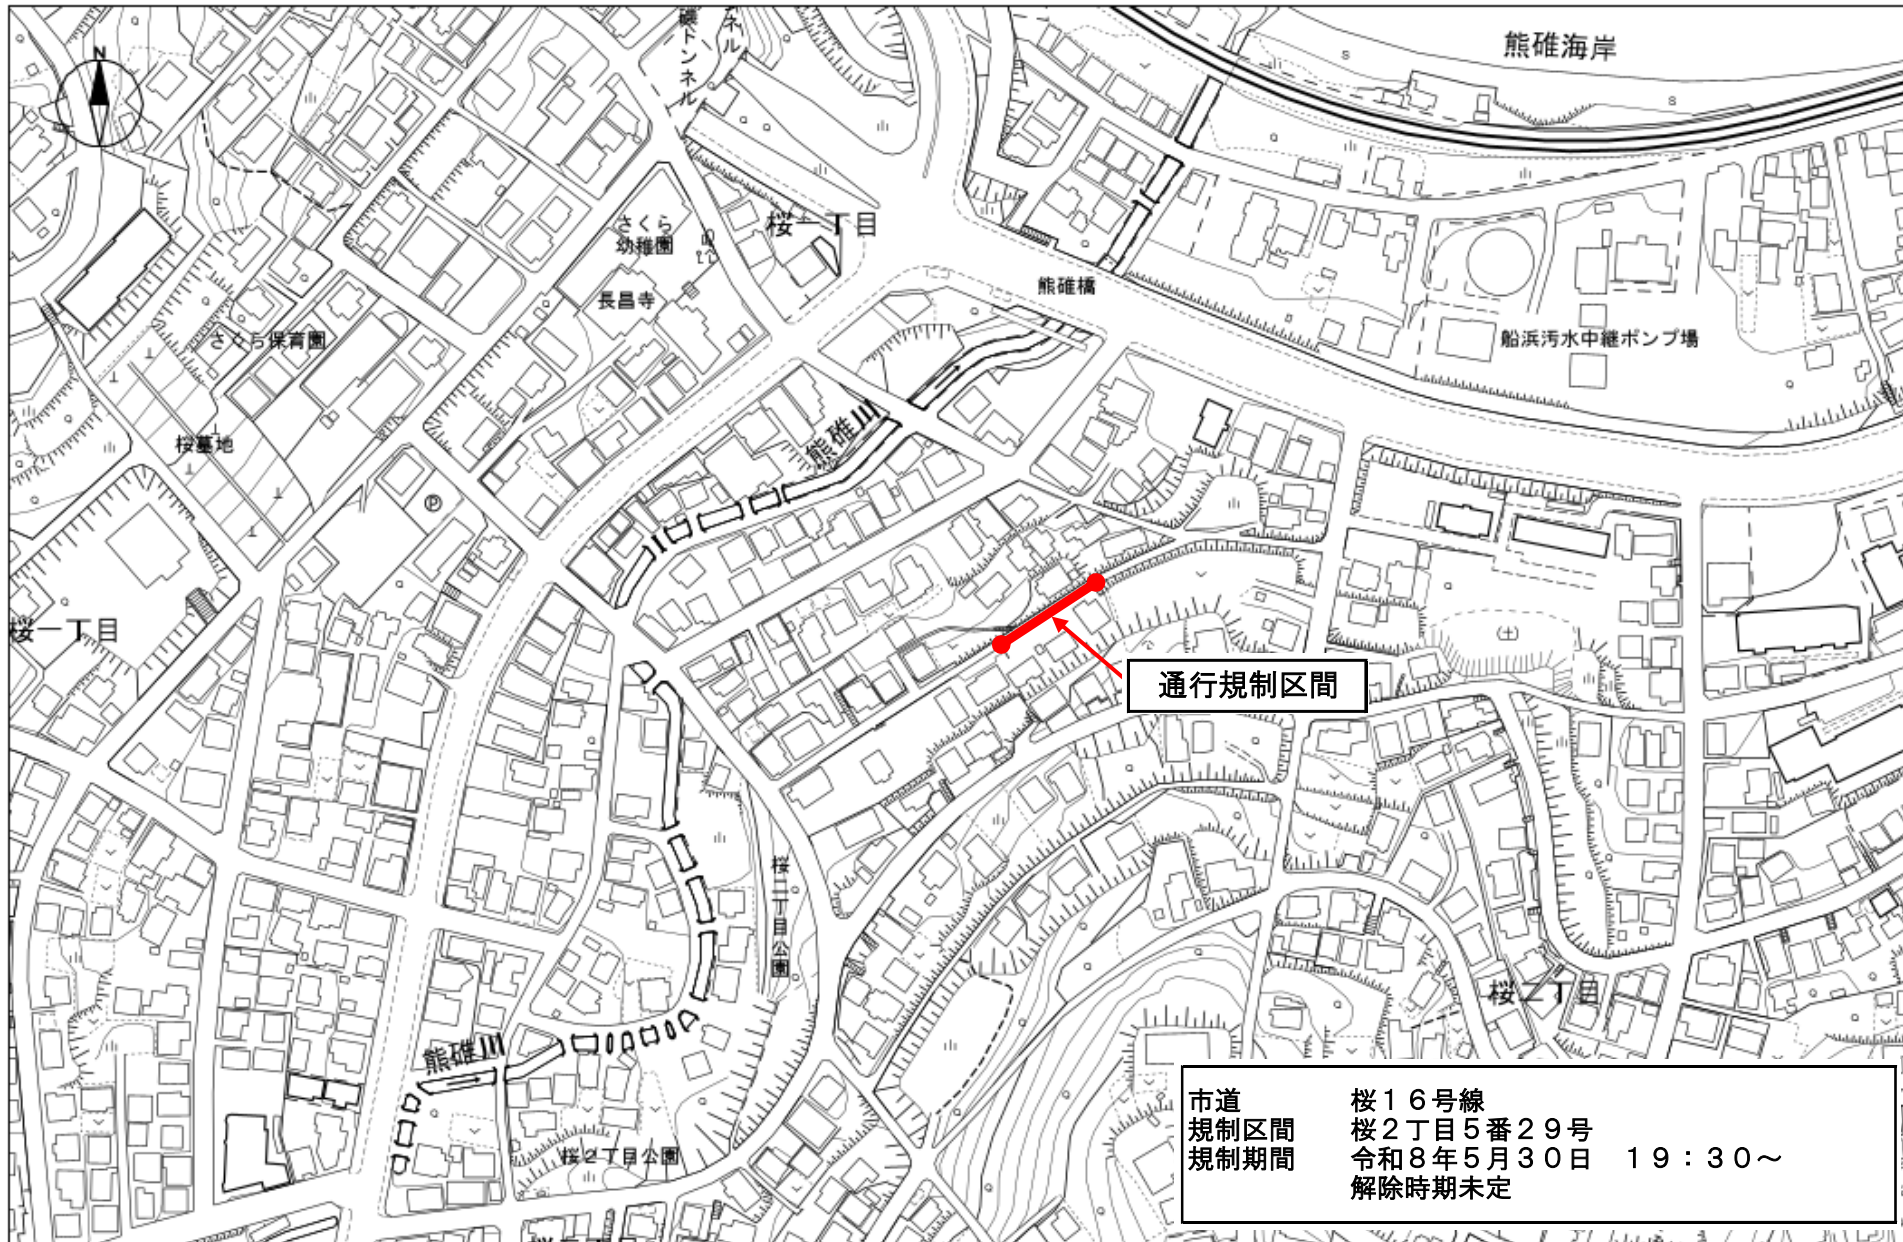 N
磯トンネル
ネル
熊碓海岸
さくら
幼稚園
桜一丁目
長昌寺
熊碓橋
さくら保育園
船浜汚水中継ポンプ場
熊碓川
桜墓地
P
桜一丁目
(土)
通行規制区間
桜二丁目公園
桜二丁目
熊碓川
桜2丁目公園
市道 桜16号線
規制区間 桜2丁目5番29号
規制期間 令和8年5月30日 19:30~
解除時期未定